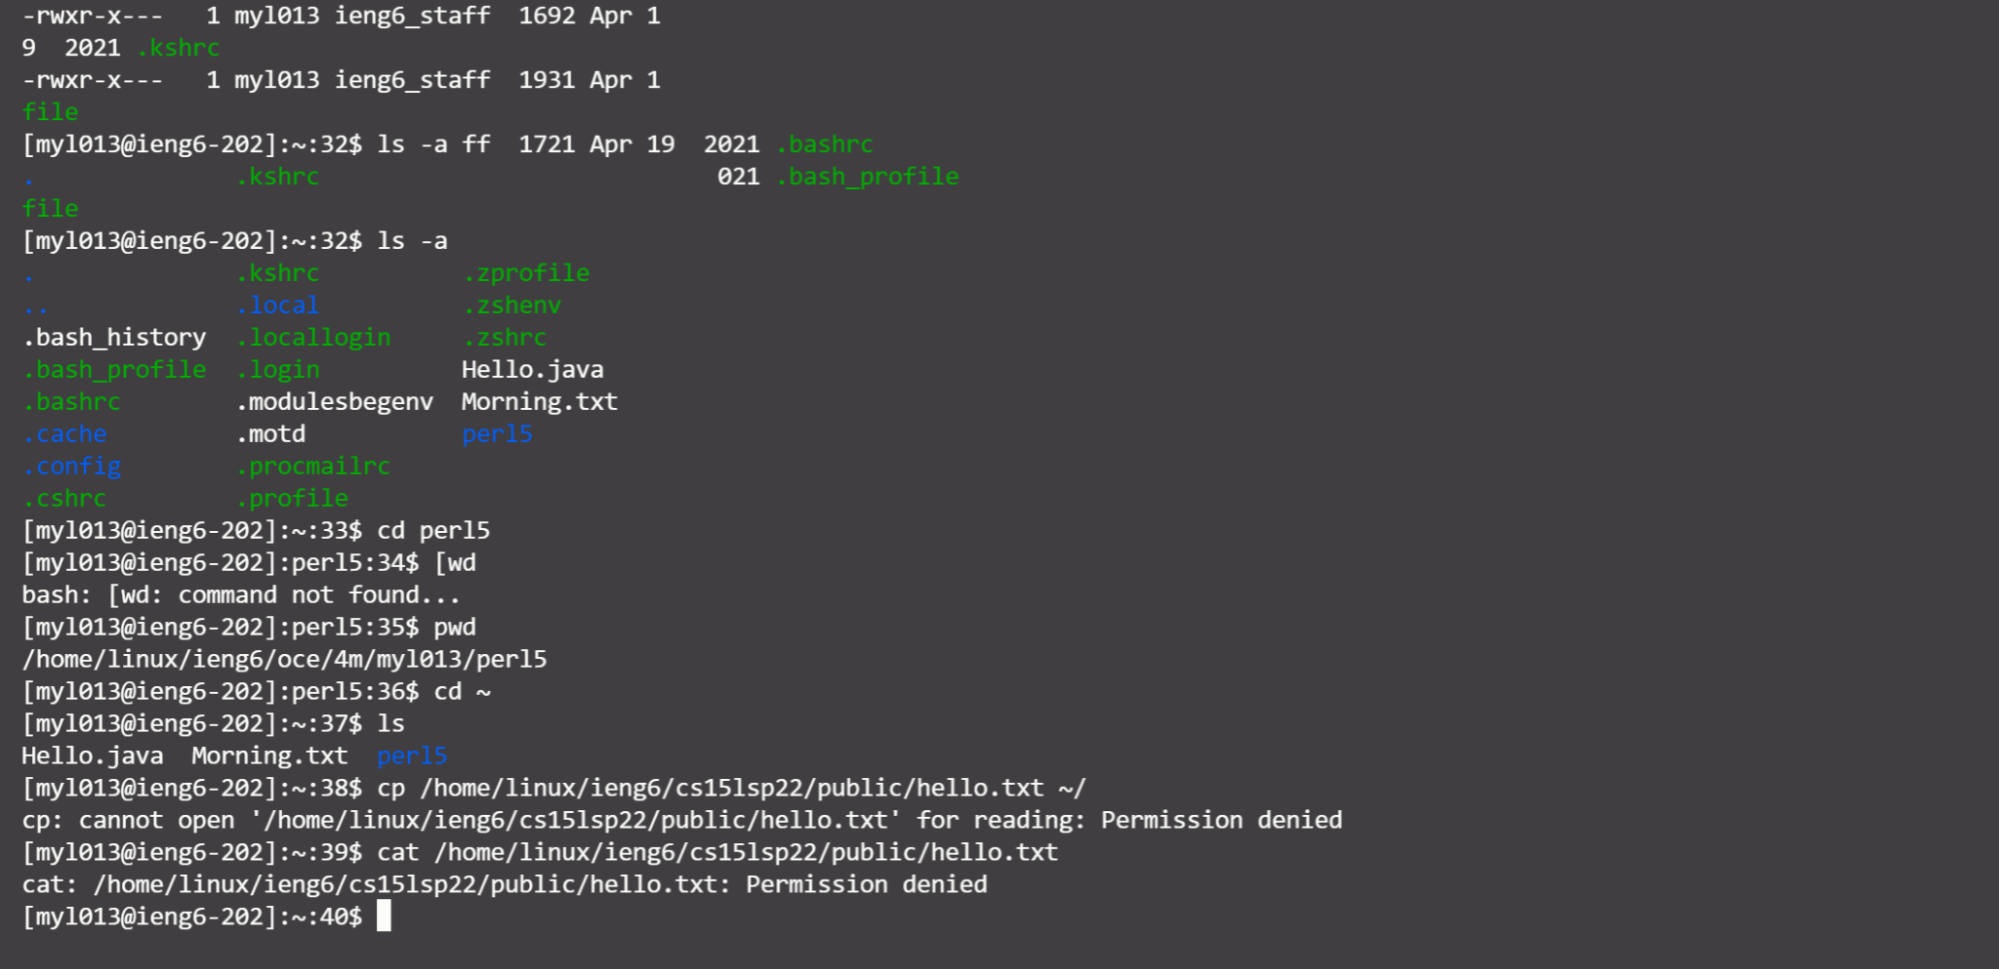 -rwxr-x---   1 myl013 ieng6_staff  1692 Apr 1
9  2021 .kshrc
-rwxr-x---   1 myl013 ieng6_staff  1931 Apr 1
file
[myl013@ieng6-202]:~:32$ ls -a ff  1721 Apr 19  2021 .bashrc
.              .kshrc                            021 .bash_profile
file
[myl013@ieng6-202]:~:32$ ls -a
.              .kshrc          .zprofile
..             .local          .zshenv
.bash_history  .locallogin     .zshrc
.bash_profile  .login          Hello.java
.bashrc        .modulesbegenv  Morning.txt
.cache         .motd           perl5
.config        .procmailrc
.cshrc         .profile
[myl013@ieng6-202]:~:33$ cd perl5
[myl013@ieng6-202]:perl5:34$ [wd
bash: [wd: command not found...
[myl013@ieng6-202]:perl5:35$ pwd
/home/linux/ieng6/oce/4m/myl013/perl5
[myl013@ieng6-202]:perl5:36$ cd ~
[myl013@ieng6-202]:~:37$ ls
Hello.java  Morning.txt  perl5
[myl013@ieng6-202]:~:38$ cp /home/linux/ieng6/cs15lsp22/public/hello.txt ~/
cp: cannot open '/home/linux/ieng6/cs15lsp22/public/hello.txt' for reading: Permission denied
[myl013@ieng6-202]:~:39$ cat /home/linux/ieng6/cs15lsp22/public/hello.txt
cat: /home/linux/ieng6/cs15lsp22/public/hello.txt: Permission denied
[myl013@ieng6-202]:~:40$